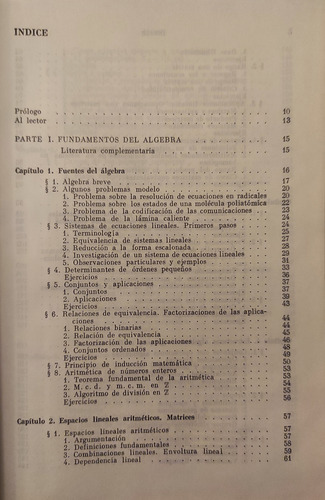 INDICE
Prólogo . . . . . . . . . . 10
Al lector . . . . . . . . . . 13
PARTE 1. FUNDAMENTOS DEL ALGEBRA . . . . . . 15
Literatura complementaria . . . . . . 15
Capítulo 1. Fuentes del álgebra . . . . . . 16
§ 1. Algebra breve . . . . . . 17
§ 2. Algunos problemas modelo . . . . . . 20
1. Problema sobre la resolución de ecuaciones en radicales 20
2. Problema sobre los estados de una molécula poliatómica 22
3. Problema de la codificación de las comunicaciones . . 23
4. Problema de la lámina caliente . . . . 24
§ 3. Sistemas de ecuaciones lineales. Primeros pasos . . . 24
1. Terminología . . . . . . 25
2. Equivalencia de sistemas lineales . . . . 27
3. Reducción a la forma escalonada . . . . 28
4. Investigación de un sistema de ecuaciones lineales . . 29
5. Observaciones particulares y ejemplos . . . 31
§ 4. Determinantes de órdenes pequeños . . . . 33
Ejercicios . . . . . . 36
§ 5. Conjuntos y aplicaciones . . . . . . 37
1. Conjuntos . . . . . . 37
2. Aplicaciones . . . . . . 39
Ejercicios . . . . . . 43
§ 6. Relaciones de equivalencia. Factorizaciones de las aplica-
ciones . . . . . . 44
1. Relaciones binarias . . . . . . 44
2. Relación de equivalencia . . . . . . 45
3. Factorización de las aplicaciones . . . . 46
4. Conjuntos ordenados . . . . . . 48
Ejercicios . . . . . . 49
§ 7. Principio de inducción matemática . . . . 50
§ 8. Aritmética de números enteros . . . . 53
1. Teorema fundamental de la aritmética . . . 53
2. M. c. d. y m. c. m. en Z . . . . 54
3. Algoritmo de división en Z . . . . 55
Ejercicios . . . . . . 56
Capítulo 2. Espacios lineales aritméticos. Matrices . . . . 57
§ 1. Espacios lineales aritméticos . . . . 57
1. Argumentación . . . . . . 57
2. Definiciones fundamentales . . . . 58
3. Combinaciones lineales. Envoltura lineal . . . 59
4. Dependencia lineal . . . . . . 61